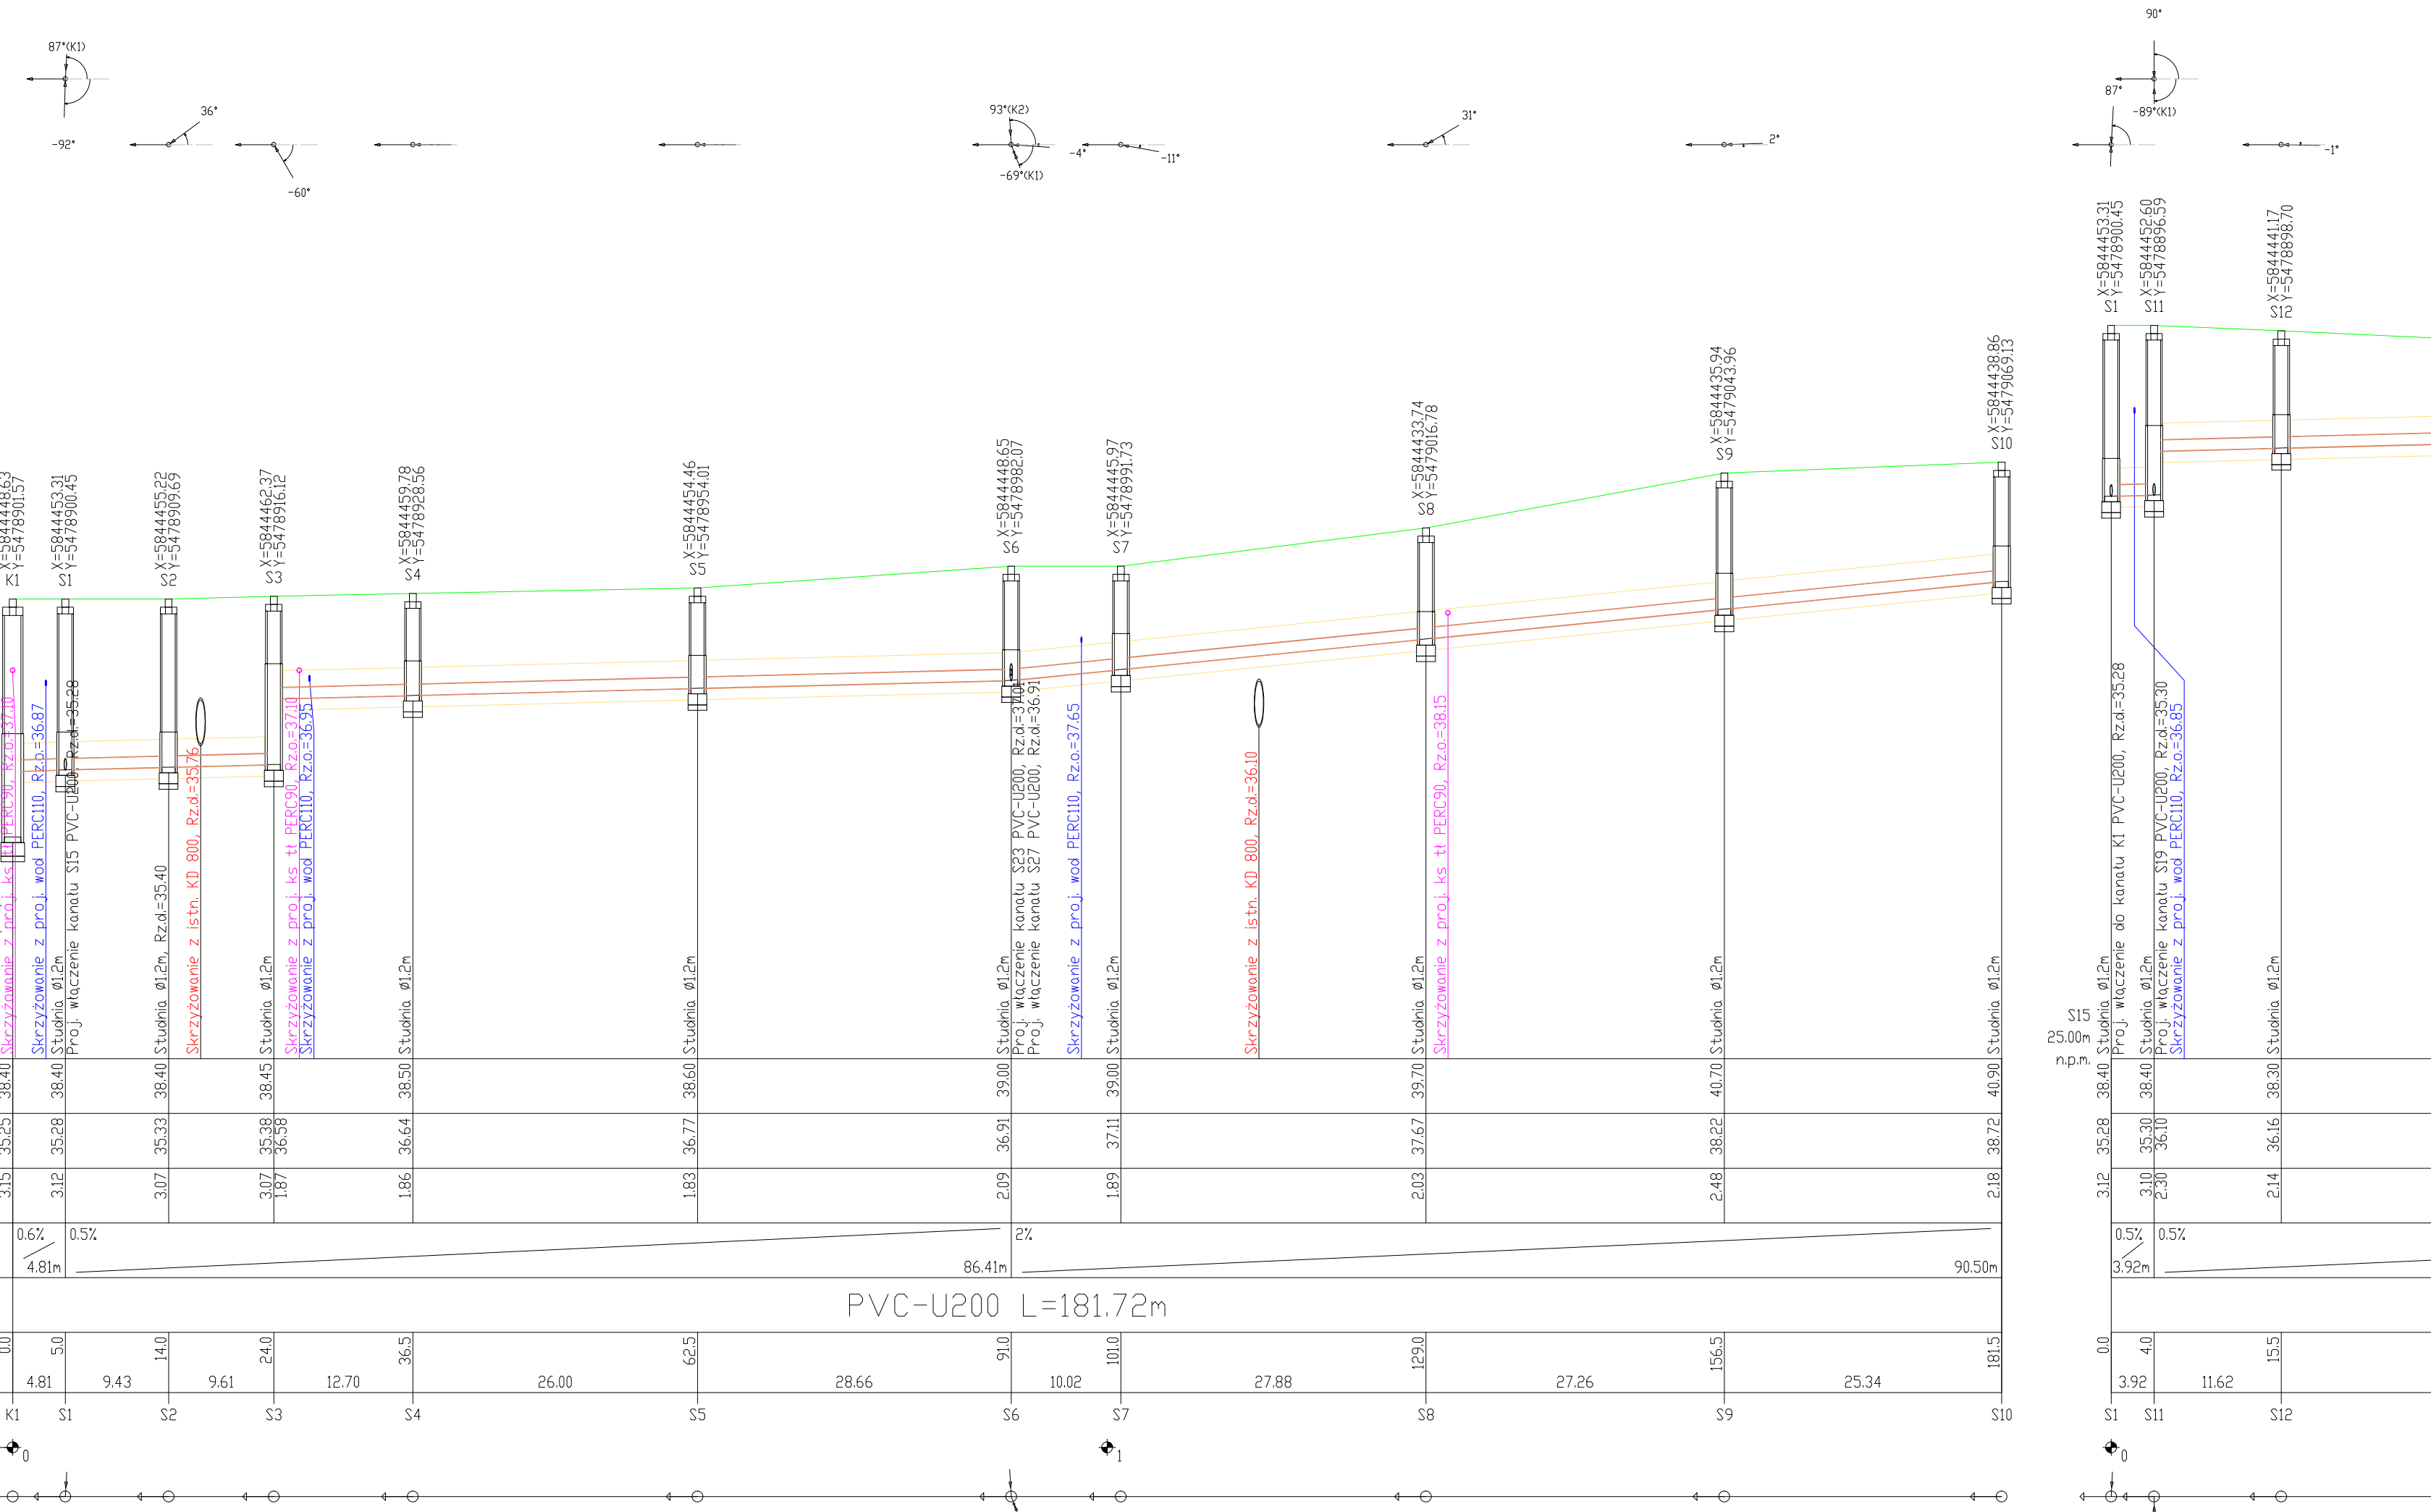 87°(K1)
-92°
36°
-60°
93°(K2)
-4°
-69°(K1)
-11°
31°
2°
90°
87°
-89°(K1)
-1°
X=5844448.63
Y=5478901.57
K1
X=5844453.31
Y=5478900.45
S1
X=5844455.22
Y=5478909.69
S2
X=5844462.37
Y=5478916.12
S3
X=5844459.78
Y=5478928.56
S4
X=5844454.46
Y=5478954.01
S5
X=5844448.65
Y=5478982.07
S6
X=5844445.97
Y=5478991.73
S7
X=5844433.74
Y=5479016.78
S8
X=5844435.94
Y=5479043.96
S9
X=5844438.86
Y=5479069.13
S10
X=5844453.31
Y=5478900.45
S1
X=5844452.60
Y=5478896.59
S11
X=5844441.17
Y=5478898.70
S12
Skrzyżowanie z proj. ks tł PERC90, Rz.o.=37.10
Skrzyżowanie z proj. wod PERC110, Rz.o.=36.87
Studnia Ø1.2m
Proj. włączenie kanału S15 PVC-U200, Rz.d.=35.28
Studnia Ø1.2m, Rz.d.=35.40
Skrzyżowanie z istn. KD 800, Rz.d.=35.76
Studnia Ø1.2m
Skrzyżowanie z proj. ks tł PERC90, Rz.o.=37.10
Skrzyżowanie z proj. wod PERC110, Rz.o.=36.95
Studnia Ø1.2m
Studnia Ø1.2m
Studnia Ø1.2m
Proj. włączenie kanału S23 PVC-U200, Rz.d.=37.01
Proj. włączenie kanału S27 PVC-U200, Rz.d.=36.91
Skrzyżowanie z proj. wod PERC110, Rz.o.=37.65
Studnia Ø1.2m
Skrzyżowanie z istn. KD 800, Rz.d.=36.10
Studnia Ø1.2m
Skrzyżowanie z proj. ks tł PERC90, Rz.o.=38.15
Studnia Ø1.2m
Studnia Ø1.2m
S15
25.00m
n.p.m.
Studnia Ø1.2m
Proj. włączenie do kanału K1 PVC-U200, Rz.d.=35.28
Studnia Ø1.2m
Proj. włączenie kanału S19 PVC-U200, Rz.d.=35.30
Skrzyżowanie z proj. wod PERC110, Rz.o.=36.85
Studnia Ø1.2m
38.40 38.40 38.40 38.45 38.50 38.60 39.00 39.00 39.70 40.70 40.90 38.40 38.40 38.30
35.25 35.28 35.33 35.38 36.58 36.64 36.77 36.91 37.11 37.67 38.22 38.72 35.28 35.30 36.10 36.16
3.15 3.12 3.07 3.07 1.87 1.86 1.83 2.09 1.89 2.03 2.48 2.18 3.12 3.10 2.30 2.14
0.6% 0.5% 2% 0.5% 0.5%
4.81m 86.41m 90.50m 3.92m
PVC-U200 L=181.72m
0.0 5.0 14.0 24.0 36.5 62.5 91.0 101.0 129.0 156.5 181.5 0.0 4.0 15.5
4.81 9.43 9.61 12.70 26.00 28.66 10.02 27.88 27.26 25.34 3.92 11.62
K1 S1 S2 S3 S4 S5 S6 S7 S8 S9 S10 S1 S11 S12
0 1 0